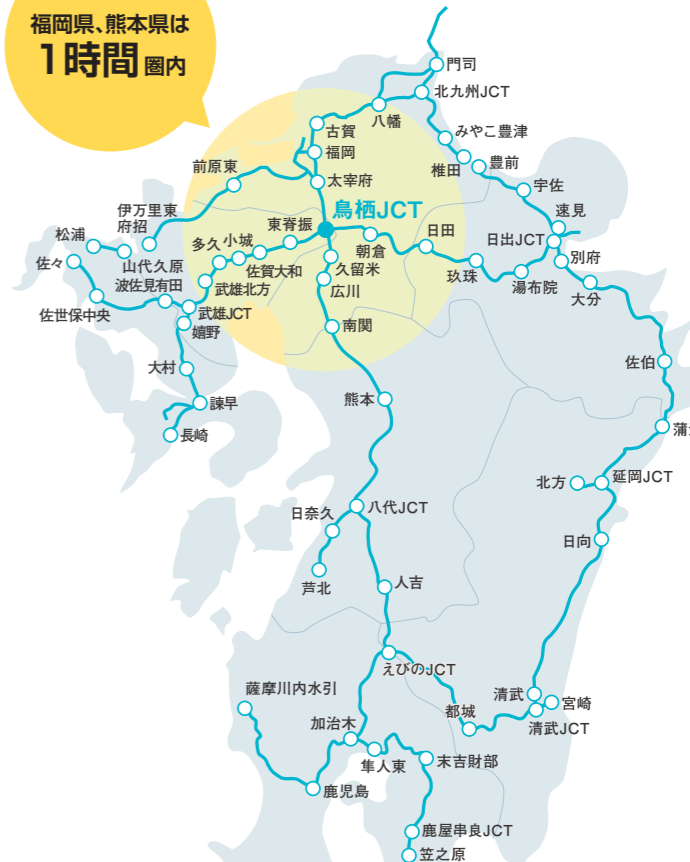 福岡県、熊本県は
1時間圏内
門司
北九州JCT
八幡
古賀
福岡
みやこ豊津
椎田
豊前
太宰府
前原東
宇佐
速見
鳥栖JCT
伊万里東
府招
東脊振
小城
多久
日田
日出JCT
松浦
朝倉
別府
佐々
山代久原
佐賀大和
久留米
玖珠
湯布院
波佐見有田
武雄北方
広川
大分
佐世保中央
武雄JCT
嬉野
南関
佐伯
大村
熊本
諫早
長崎
蒲
北方
延岡JCT
日奈久
八代JCT
日向
芦北
人吉
えびのJCT
薩摩川内水引
清武
宮崎
都城
加治木
清武JCT
隼人東
末吉財部
鹿児島
鹿屋串良JCT
笠之原